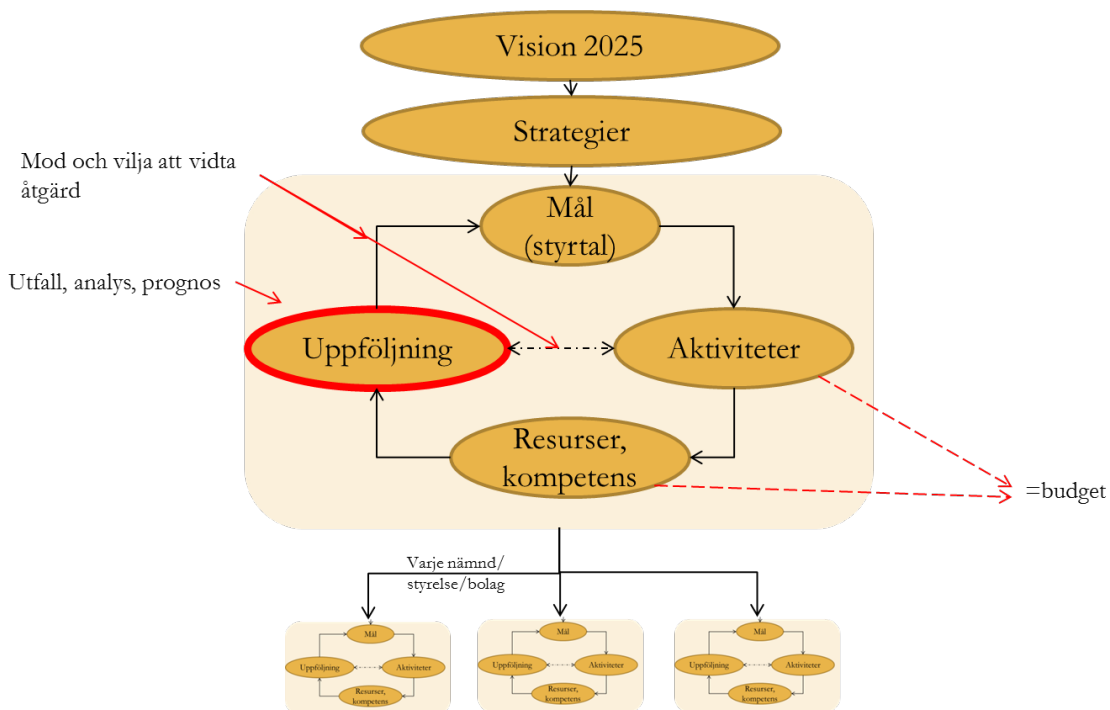 Vision 2025
Strategier
Mod och vilja att vidta
åtgärd
Mål
(styrtal)
Utfall, analys, prognos
Uppföljning
Aktiviteter
Resurser,
kompetens
=budget
Varje nämnd/
styrelse/bolag
Mål
Uppföljning
Aktiviteter
Resurser,
kompetens
Mål
Uppföljning
Aktiviteter
Resurser,
kompetens
Mål
Uppföljning
Aktiviteter
Resurser,
kompetens